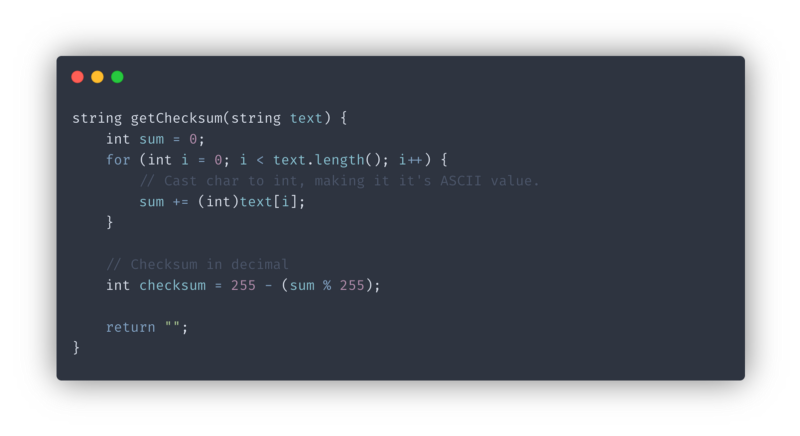 string getChecksum(string text) {
    int sum = 0;
    for (int i = 0; i < text.length(); i++) {
        // Cast char to int, making it it's ASCII value.
        sum += (int)text[i];
    }

    // Checksum in decimal
    int checksum = 255 - (sum % 255);

    return "";
}